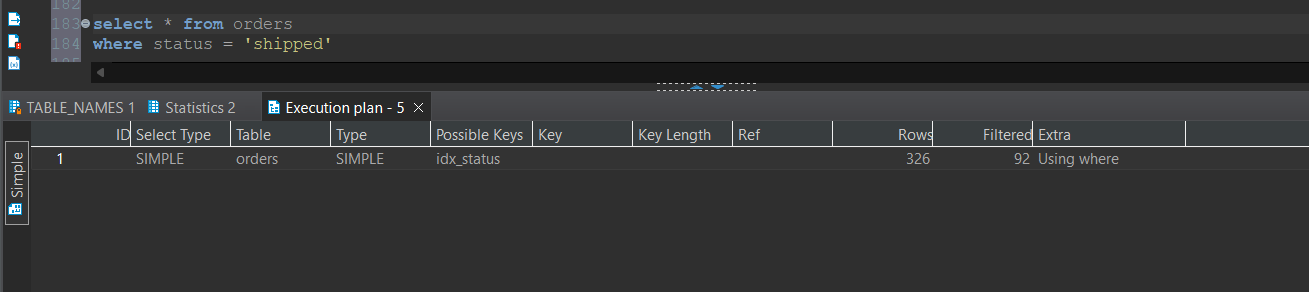 182
183 select * from orders
184 where status = 'shipped'
185
TABLE_NAMES 1 Statistics 2 Execution plan - 5
ID Select Type Table Type Possible Keys Key Key Length Ref Rows Filtered Extra
1 SIMPLE orders SIMPLE idx_status 326 92 Using where
Simple